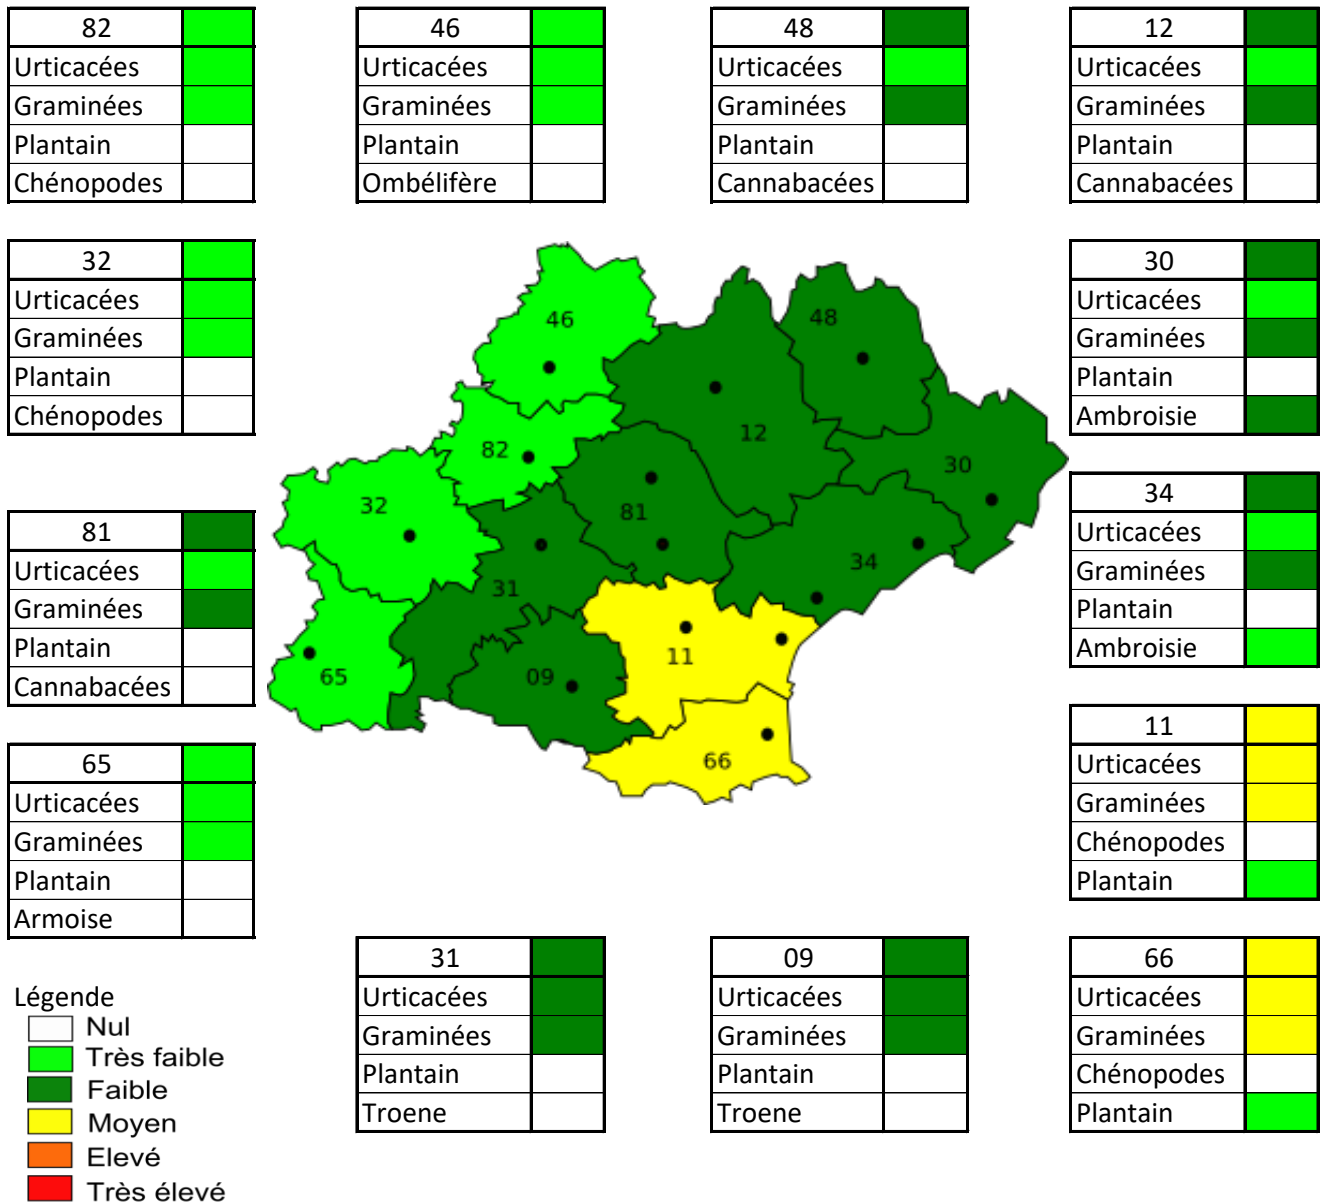 82
Urticacées
Graminées
Plantain
Chénopodes
46
Urticacées
Graminées
Plantain
Ombélifère
48
Urticacées
Graminées
Plantain
Cannabacées
12
Urticacées
Graminées
Plantain
Cannabacées
32
Urticacées
Graminées
Plantain
Chénopodes
30
Urticacées
Graminées
Plantain
Ambroisie
81
Urticacées
Graminées
Plantain
Cannabacées
34
Urticacées
Graminées
Plantain
Ambroisie
65
Urticacées
Graminées
Plantain
Armoise
11
Urticacées
Graminées
Chénopodes
Plantain
46
48
12
82
30
32
81
34
31
11
09
65
66
31
Urticacées
Graminées
Plantain
Troene
09
Urticacées
Graminées
Plantain
Troene
66
Urticacées
Graminées
Chénopodes
Plantain
Légende
Nul
Très faible
Faible
Moyen
Elevé
Très élevé